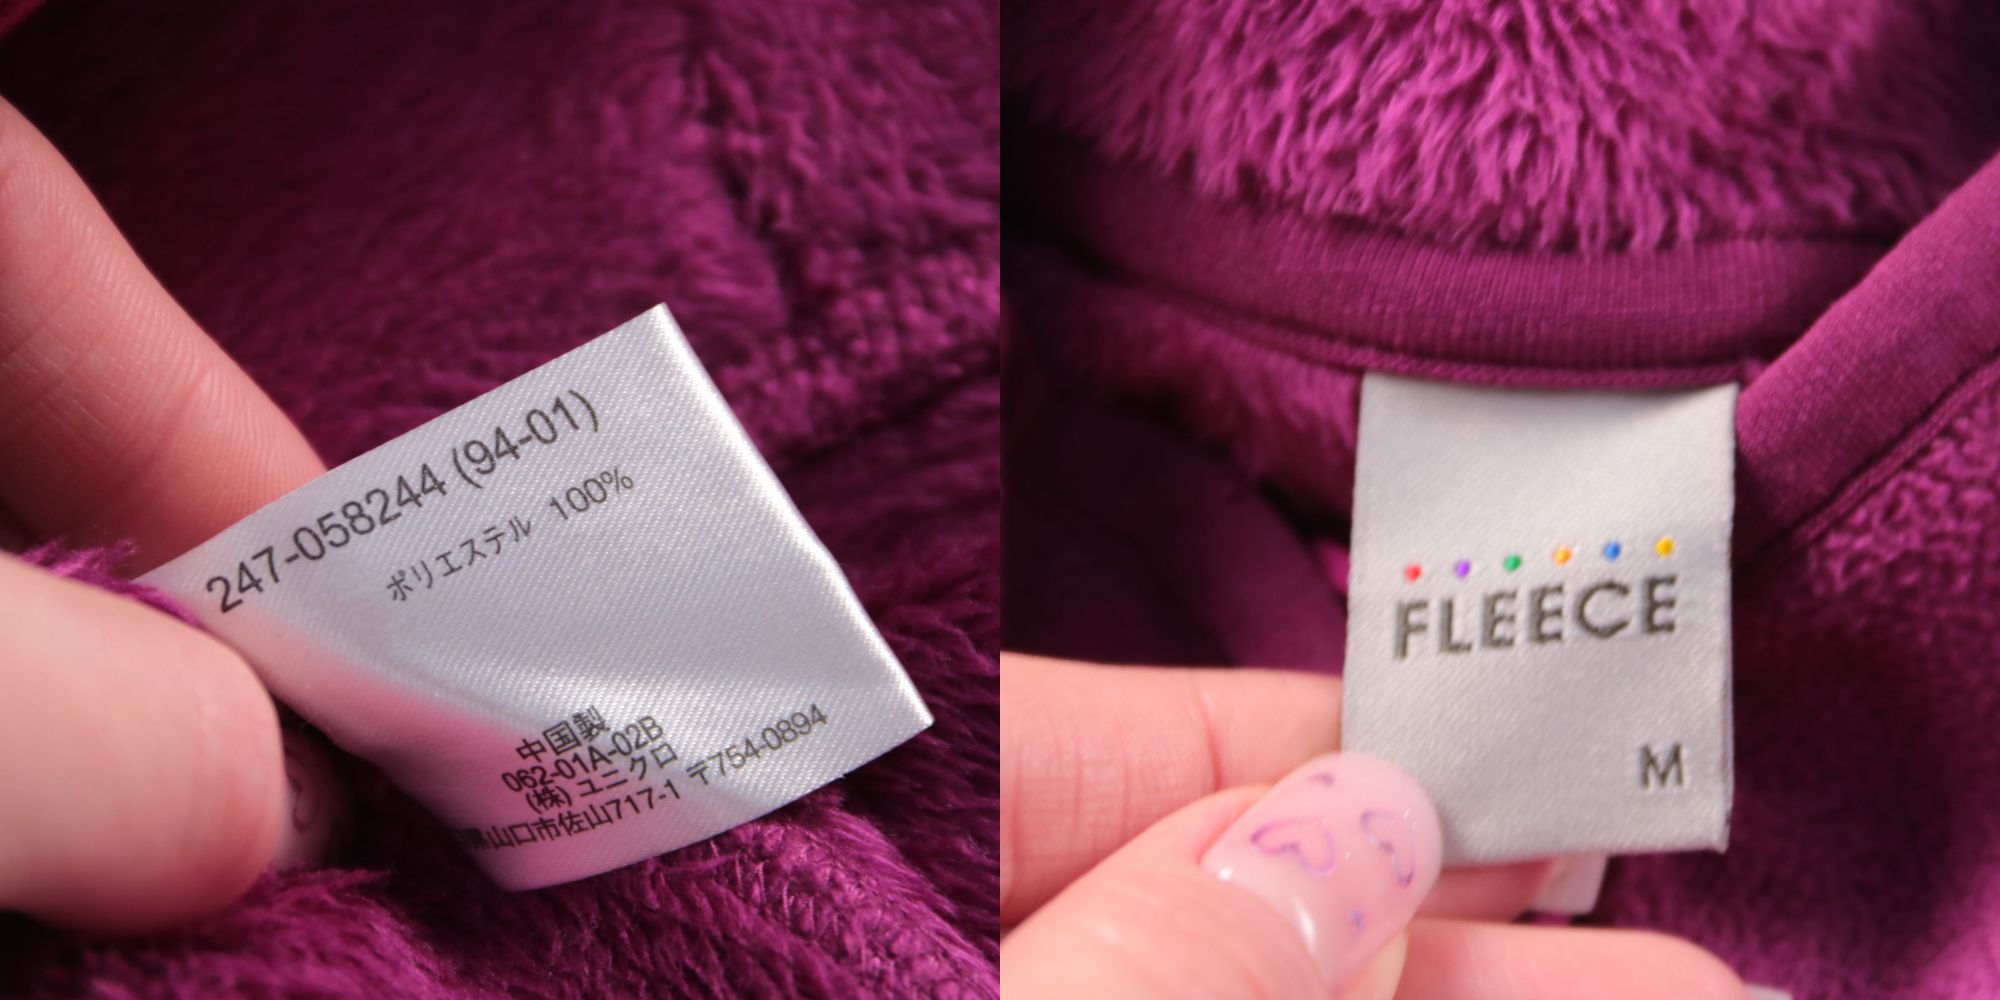 247-058244 (94-01)
ポリエステル 100%
中国製
062-01A-02B
(株) ユニクロ
山口市佐山717-1 〒754-0894
FLEECE
M